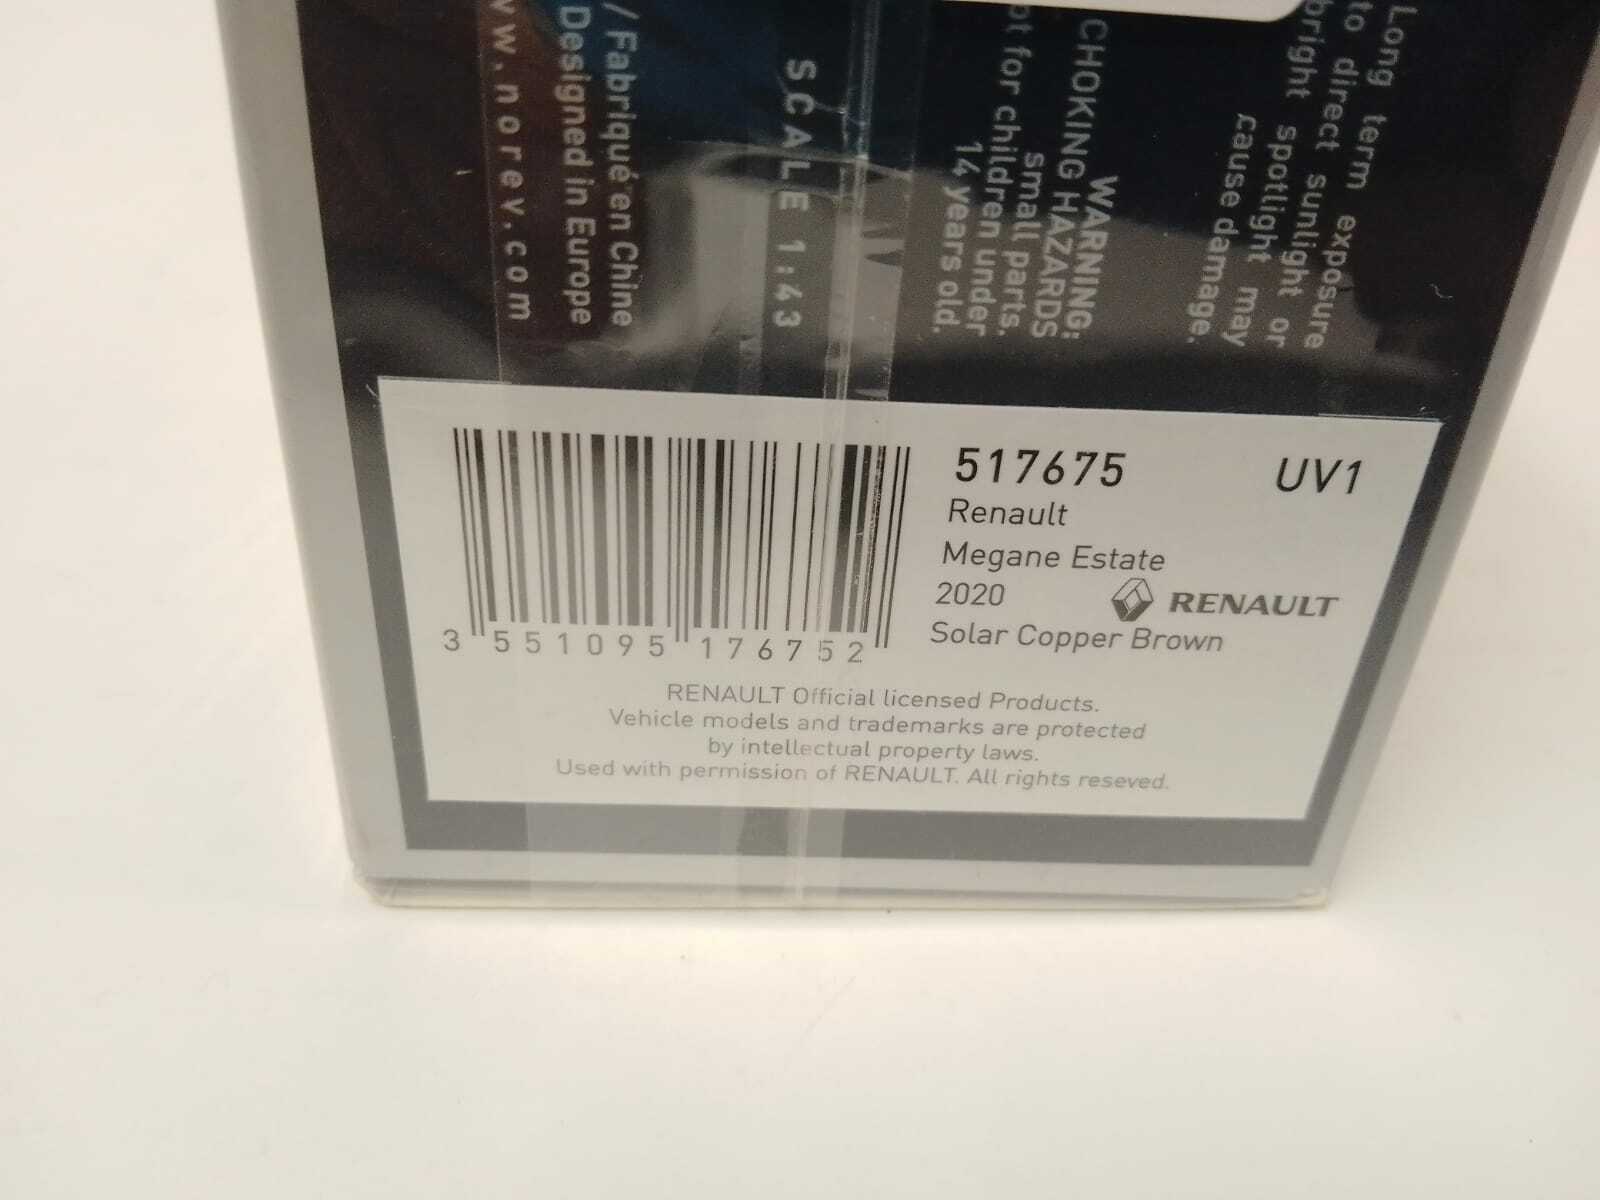 Long term exposure
to direct sunlight or
bright spotlight may
cause damage.
WARNING:
CHOKING HAZARDS
small parts.
for children under
14 years old.
SCALE 1:43
/ Fabriqué en Chine
Designed in Europe
.norev.com
517675 UV1
Renault
Megane Estate
2020
RENAULT
Solar Copper Brown
3 551095 176752
RENAULT Official licensed Products.
Vehicle models and trademarks are protected
by intellectual property laws.
Used with permission of RENAULT. All rights reseved.